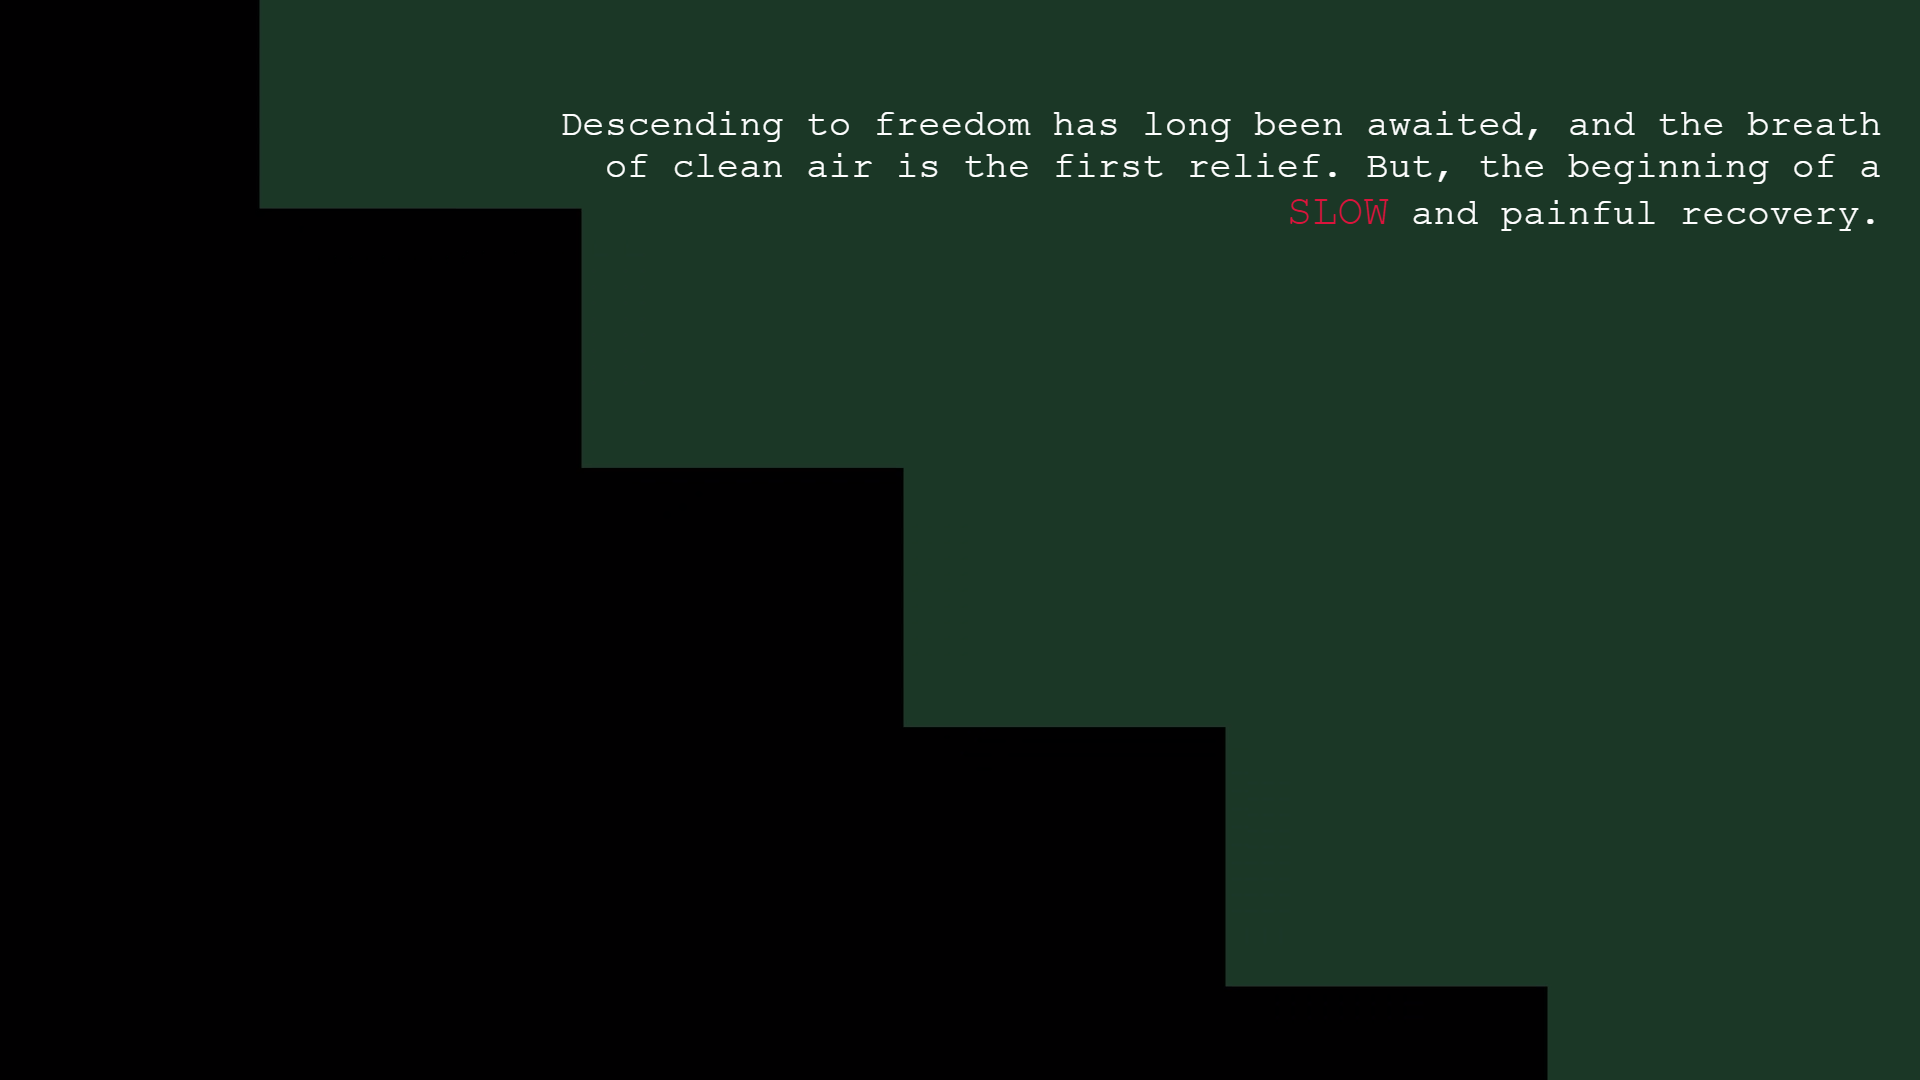 Descending to freedom has long been awaited, and the breath
of clean air is the first relief. But, the beginning of a
SLOW and painful recovery.